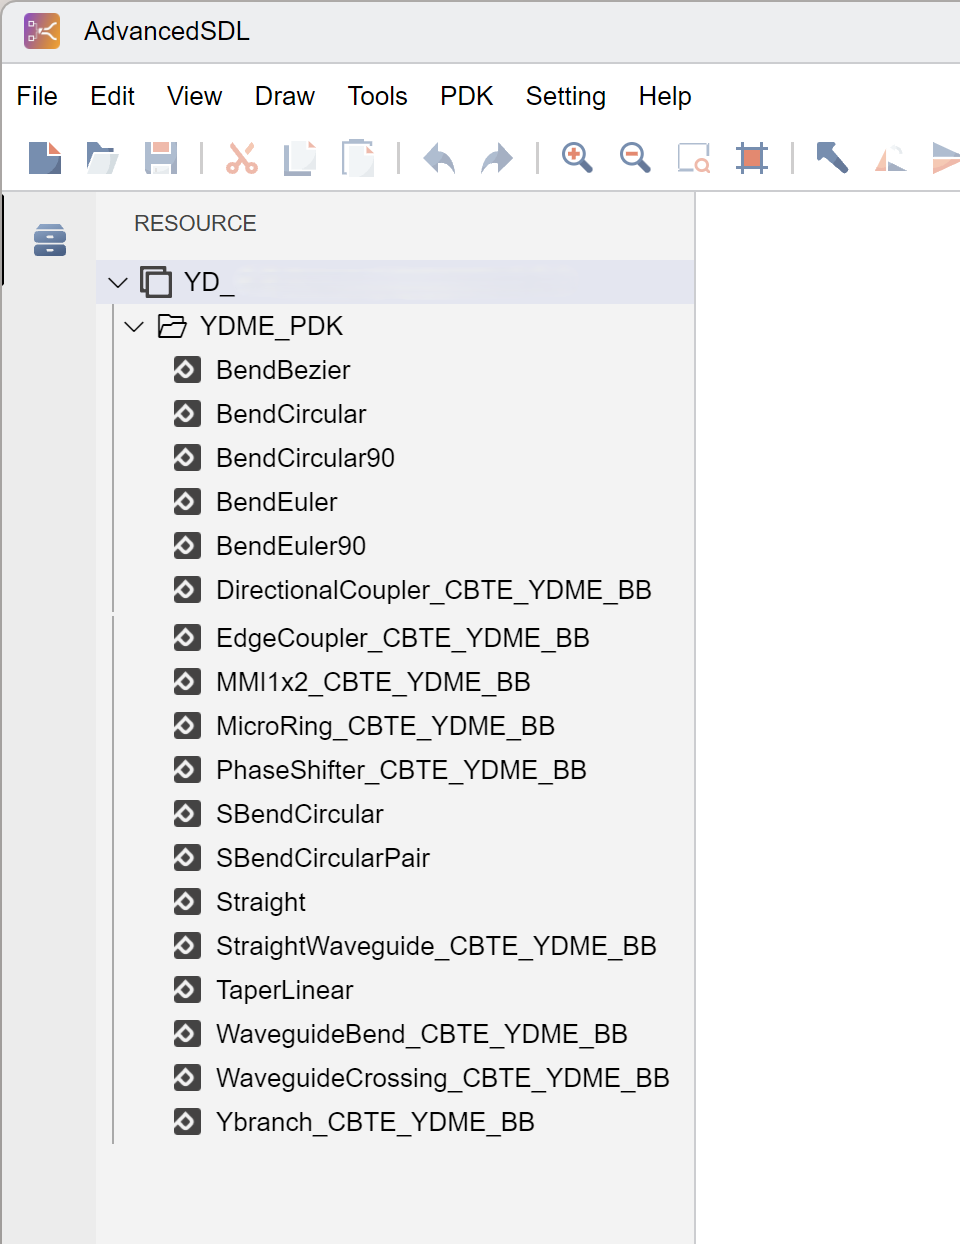 AdvancedSDL
File Edit View Draw Tools PDK Setting Help
RESOURCE
YD_
YDME_PDK
BendBezier
BendCircular
BendCircular90
BendEuler
BendEuler90
DirectionalCoupler_CBTE_YDME_BB
EdgeCoupler_CBTE_YDME_BB
MMI1x2_CBTE_YDME_BB
MicroRing_CBTE_YDME_BB
PhaseShifter_CBTE_YDME_BB
SBendCircular
SBendCircularPair
Straight
StraightWaveguide_CBTE_YDME_BB
TaperLinear
WaveguideBend_CBTE_YDME_BB
WaveguideCrossing_CBTE_YDME_BB
Ybranch_CBTE_YDME_BB